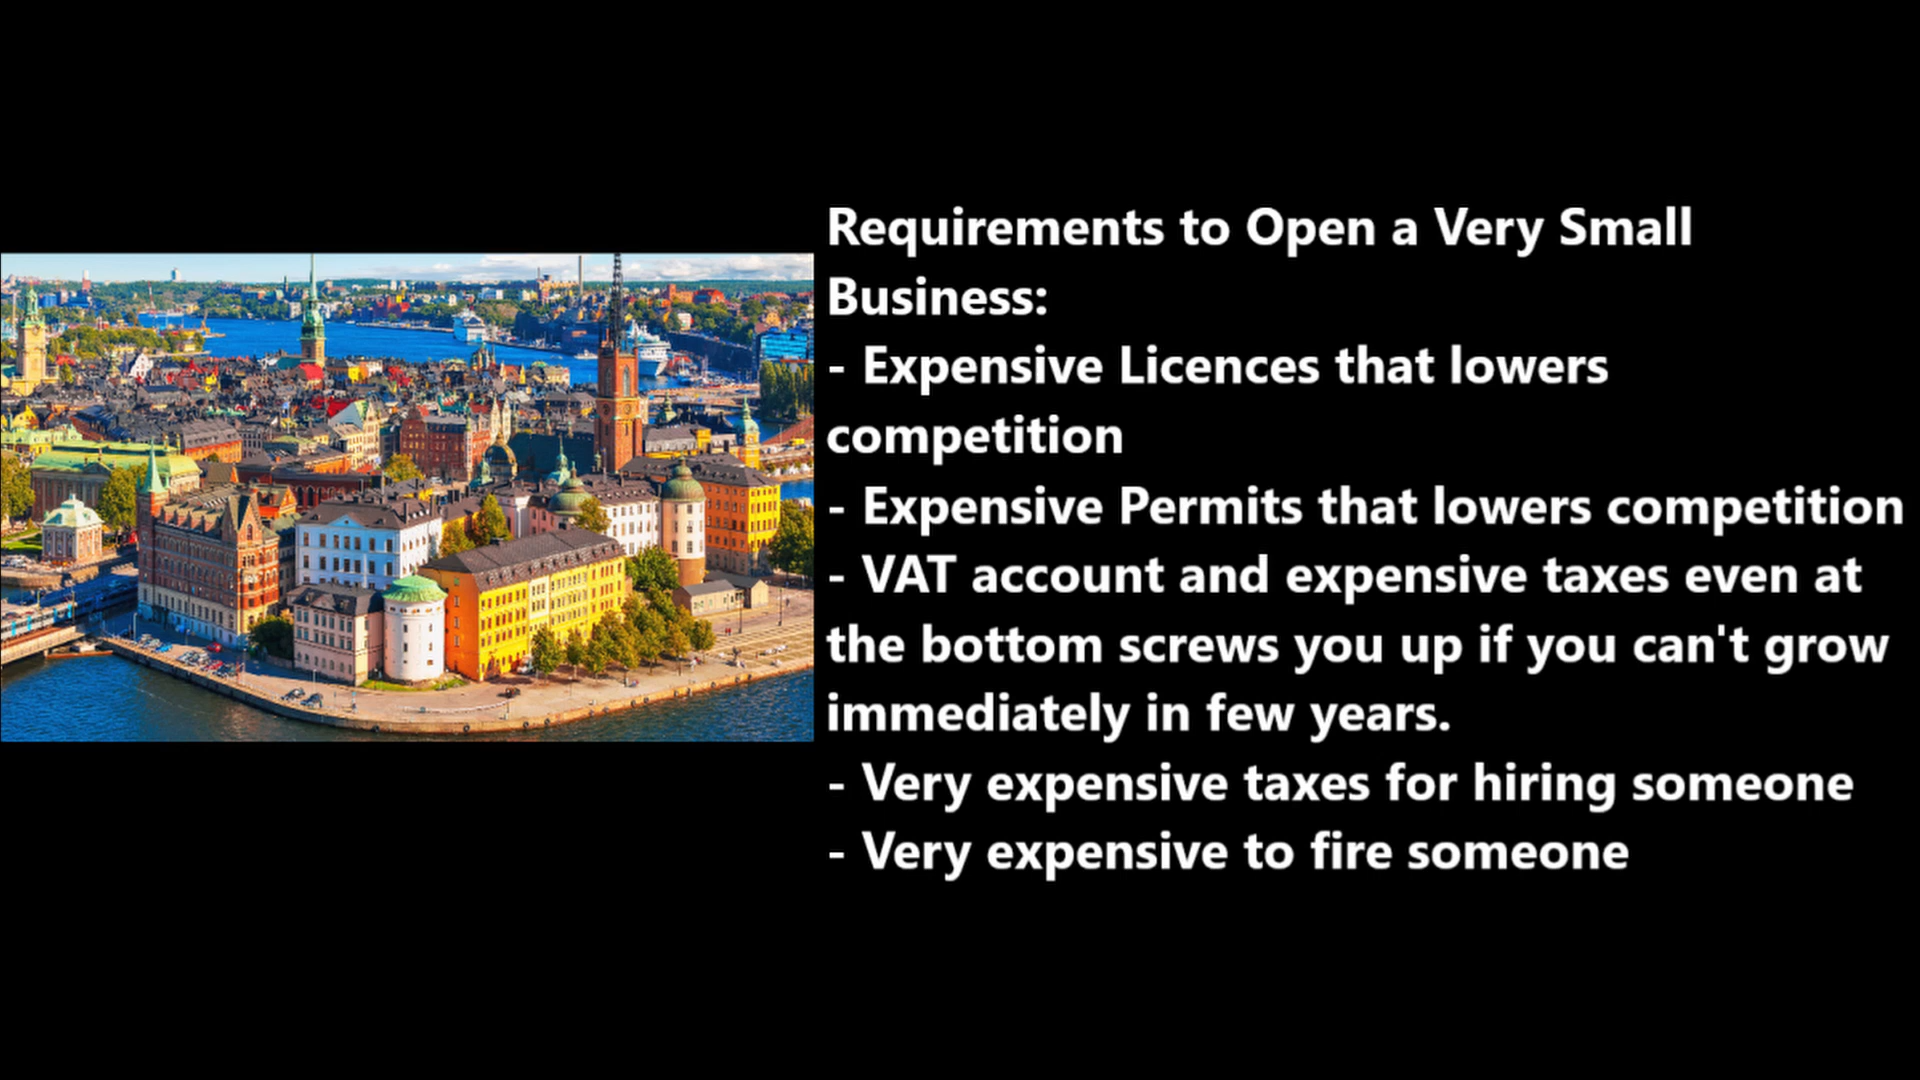 Requirements to Open a Very Small
Business:
- Expensive Licences that lowers
competition
- Expensive Permits that lowers competition
- VAT account and expensive taxes even at
the bottom screws you up if you can't grow
immediately in few years.
- Very expensive taxes for hiring someone
- Very expensive to fire someone